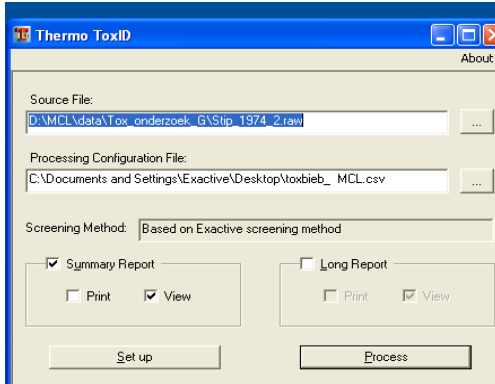 Thermo ToxID
About
Source File:
D:\MCL\data\Tox_onderzoek_G\Stip_1974_2.raw
...
Processing Configuration File:
C:\Documents and Settings\Exactive\Desktop\toxbieb_ MCL.csv
...
Screening Method: Based on Exactive screening method
Summary Report Long Report
Print View Print View
Set up Process